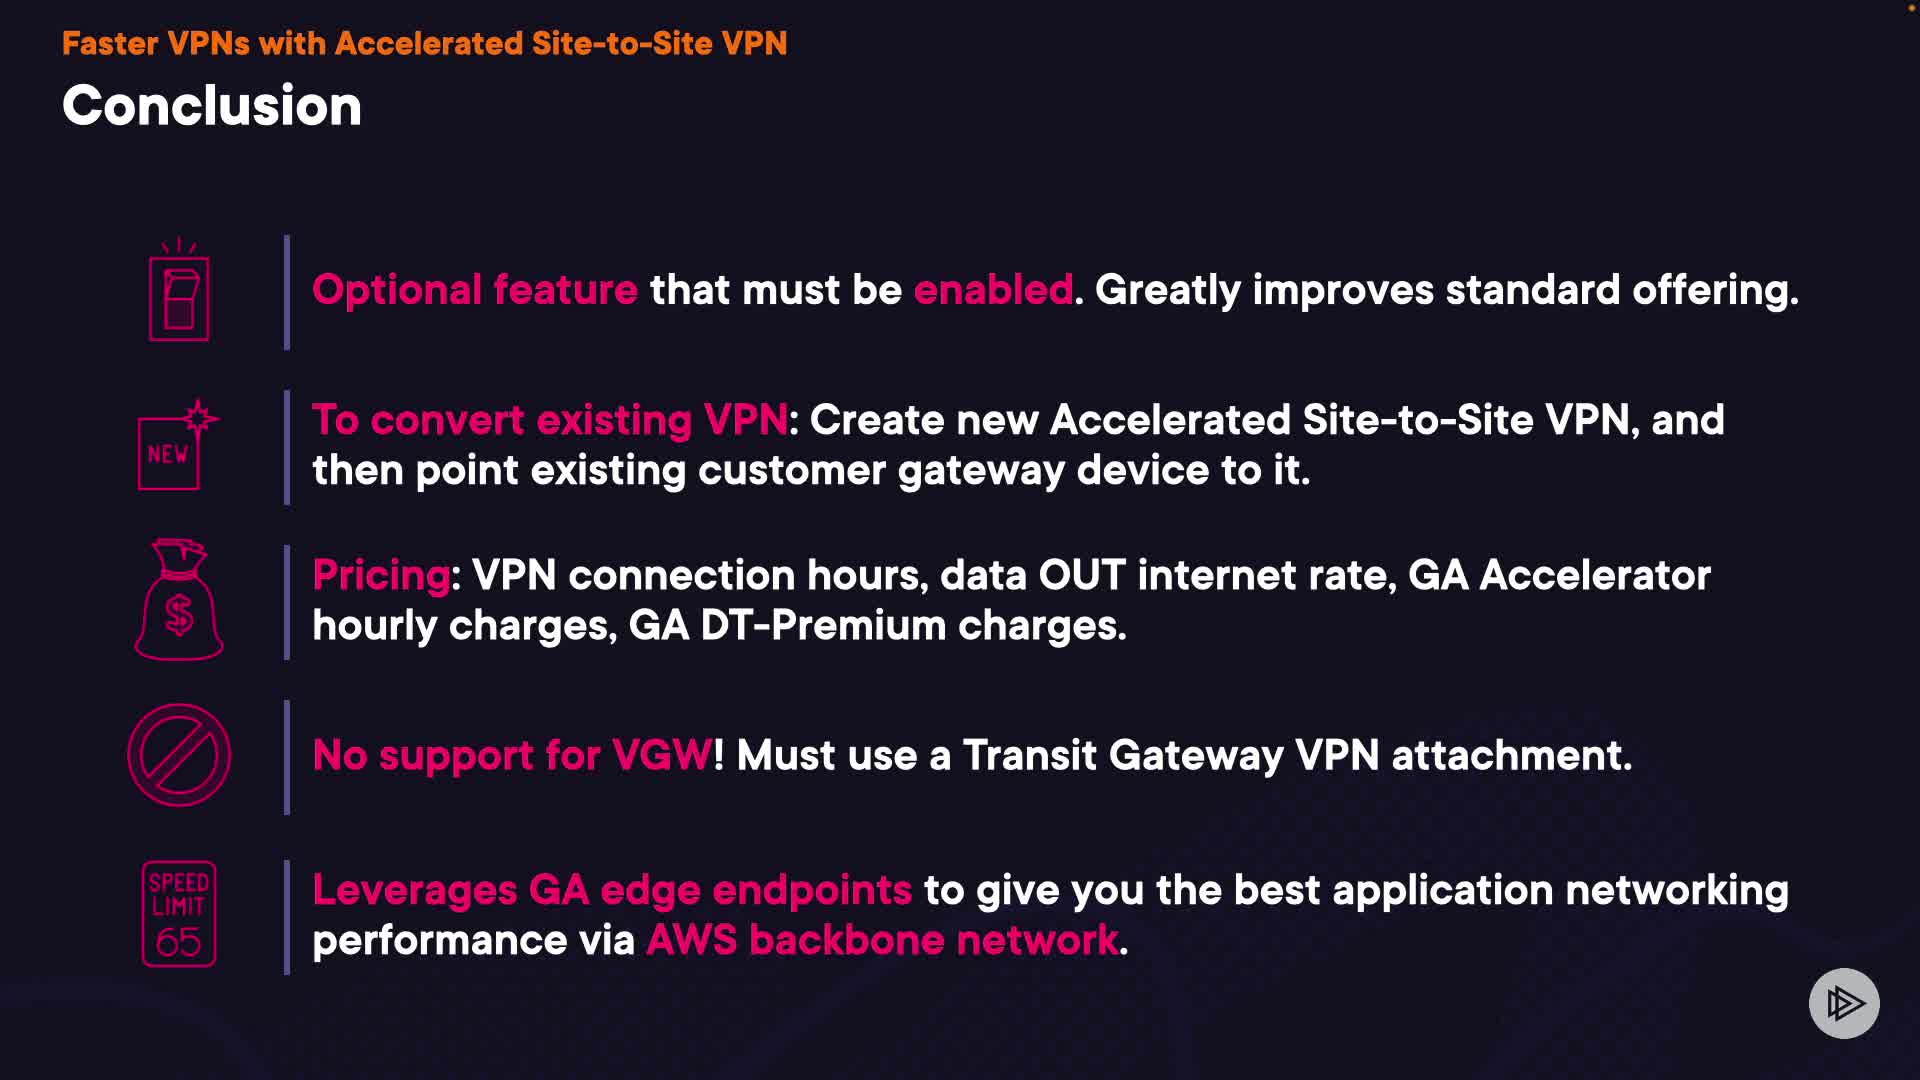 Faster VPNs with Accelerated Site-to-Site VPN
Conclusion
Optional feature that must be enabled. Greatly improves standard offering.
NEW
To convert existing VPN: Create new Accelerated Site-to-Site VPN, and
then point existing customer gateway device to it.
$
Pricing: VPN connection hours, data OUT internet rate, GA Accelerator
hourly charges, GA DT-Premium charges.
No support for VGW! Must use a Transit Gateway VPN attachment.
SPEED
LIMIT
65
Leverages GA edge endpoints to give you the best application networking
performance via AWS backbone network.